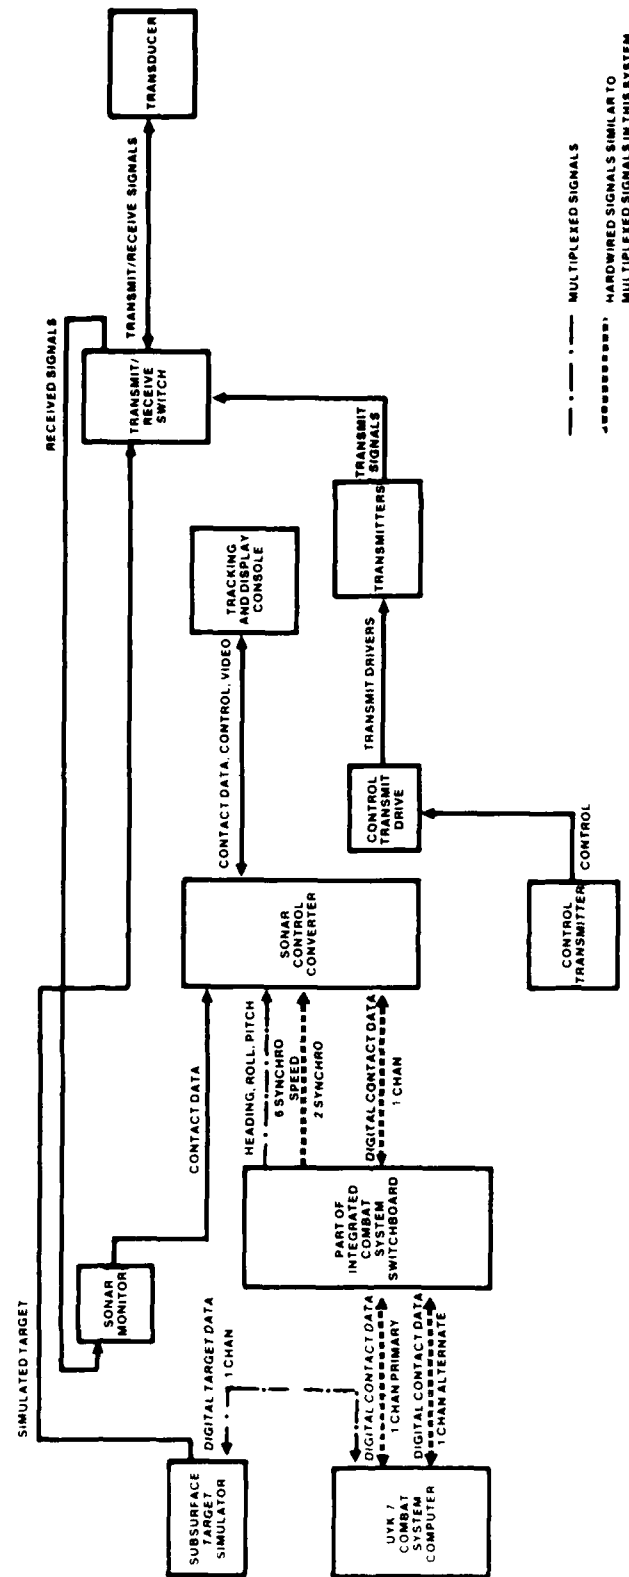 SIMULATED TARGET
RECEIVED SIGNALS
SUBSURFACE
TARGET
SIMULATOR
SONAR
MONITOR
TRANSMIT/
RECEIVE
SWITCH
TRANSMIT/RECEIVE SIGNALS
TRANSDUCER
DIGITAL TARGET DATA
1 CHAN
CONTACT DATA
TRACKING
AND DISPLAY
CONSOLE
CONTACT DATA, CONTROL, VIDEO
HEADING, ROLL, PITCH
6 SYNCHRO
SPEED
2 SYNCHRO
SONAR
CONTROL
CONVERTER
UYK 7
COMBAT
SYSTEM
COMPUTER
DIGITAL CONTACT DATA
1 CHAN PRIMARY
DIGITAL CONTACT DATA
1 CHAN ALTERNATE
PART OF
INTEGRATED
COMBAT
SYSTEM
SWITCHBOARD
DIGITAL CONTACT DATA
1 CHAN
TRANSMIT
SIGNALS
TRANSMITTERS
TRANSMIT DRIVERS
CONTROL
TRANSMIT
DRIVE
CONTROL
CONTROL
TRANSMITTER
MULTIPLEXED SIGNALS
HARDWIRED SIGNALS SIMILAR TO
MULTIPLEXED SIGNALS IN THIS SYSTEM